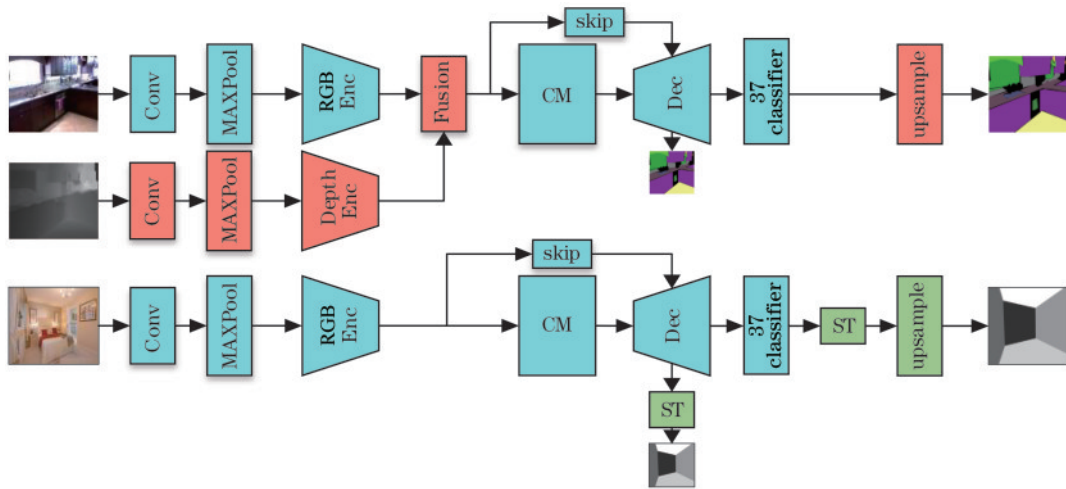 skip
Conv
MAXPool
RGB
Enc
Fusion
CM
Dec
37
classifier
upsample
Conv
MAXPool
Depth
Enc
skip
Conv
MAXPool
RGB
Enc
CM
Dec
37
classifier
ST
upsample
ST